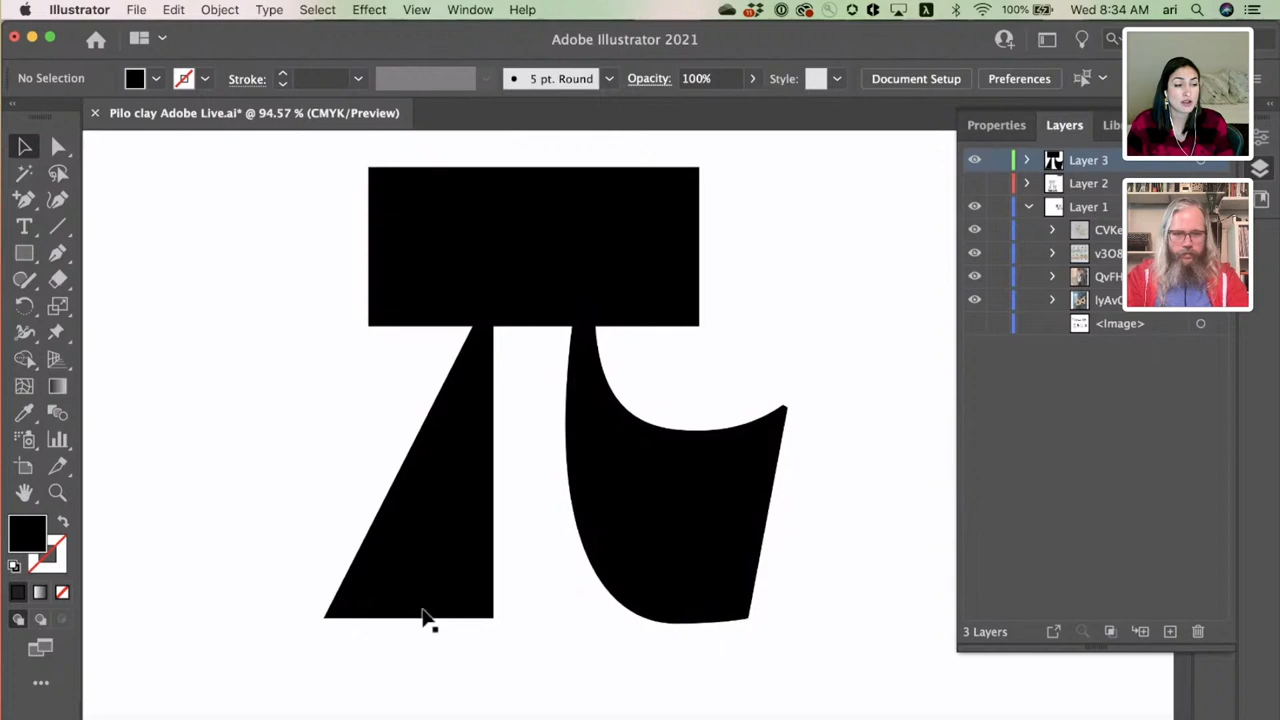 Illustrator File Edit Object Type Select Effect View Window Help 11 100% Wed 8:34 AM ari
Adobe Illustrator 2021
No Selection Stroke: 5 pt. Round Opacity: 100% Style: Document Setup Preferences
Pilo clay Adobe Live.ai* @ 94.57 % (CMYK/Preview)
Properties Layers
Layer 3
Layer 2
Layer 1
<Image>
3 Layers
π